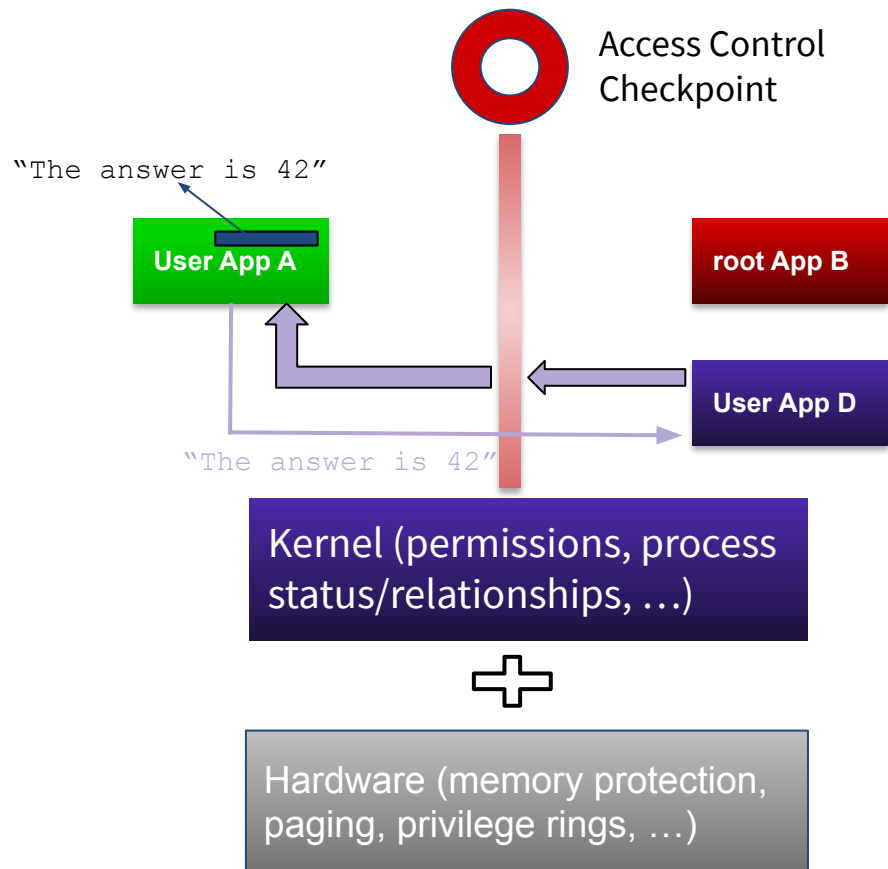 Access Control
Checkpoint
“The answer is 42”
User App A
root App B
User App D
“The answer is 42”
Kernel (permissions, process
status/relationships, …)
Hardware (memory protection,
paging, privilege rings, …)